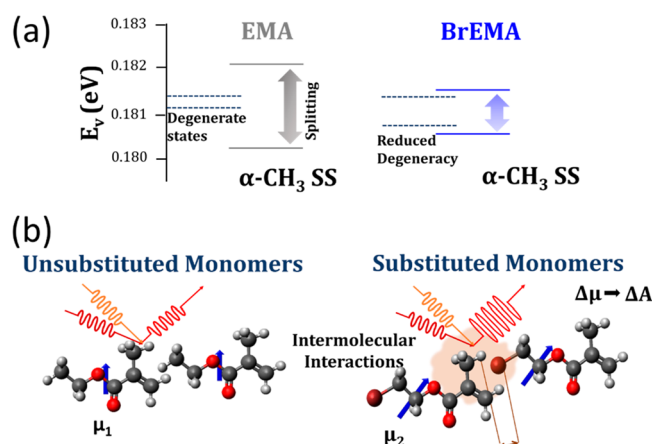 (a)
EMA
BrEMA
E_v (eV)
0.183
0.182
0.181
0.180
Degenerate
states
Splitting
α-CH₃ SS
Reduced
Degeneracy
α-CH₃ SS
(b)
Unsubstituted Monomers
Substituted Monomers
Δμ → ΔA
Intermolecular
Interactions
μ₁
μ₂